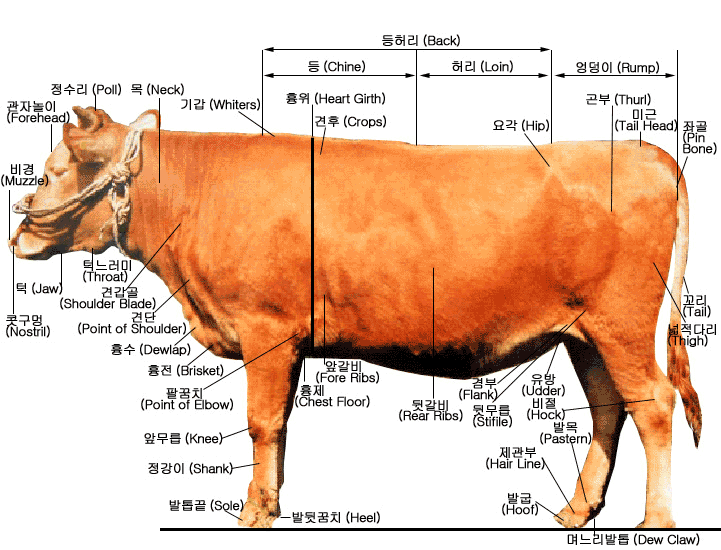 등허리 (Back)
등 (Chine)
허리 (Loin)
엉덩이 (Rump)
정수리 (Poll)
목 (Neck)
기갑 (Whiters)
흉위 (Heart Girth)
견후 (Crops)
요각 (Hip)
곤부 (Thurl)
미근
(Tail Head)
좌골
(Pin
Bone)
관자놀이
(Forehead)
비경
(Muzzle)
턱느러미
(Throat)
턱 (Jaw)
견갑골
(Shoulder Blade)
콧구멍
(Nostril)
견단
(Point of Shoulder)
흉수 (Dewlap)
흉전 (Brisket)
팔꿈치
(Point of Elbow)
흉제
(Chest Floor)
앞갈비
(Fore Ribs)
뒷갈비
(Rear Ribs)
겸부
(Flank)
뒷무릎
(Stifile)
유방
(Udder)
비절
(Hock)
꼬리
(Tail)
넓적다리
(Thigh)
앞무릅 (Knee)
정강이 (Shank)
발목
(Pastern)
제관부
(Hair Line)
발톱끝 (Sole)
발뒷꿈치 (Heel)
발굽
(Hoof)
며느리발톱 (Dew Claw)